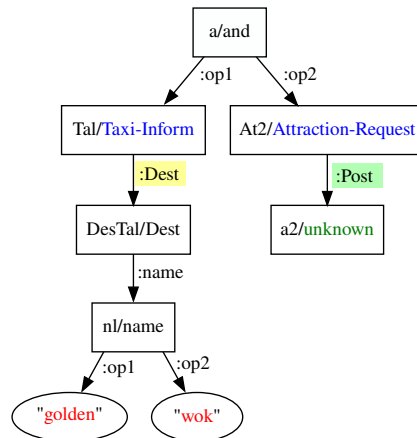 a/and
:op1 :op2
Tal/Taxi-Inform At2/Attraction-Request
:Dest :Post
DesTal/Dest a2/unknown
:name
nl/name
:op1 :op2
"golden" "wok"